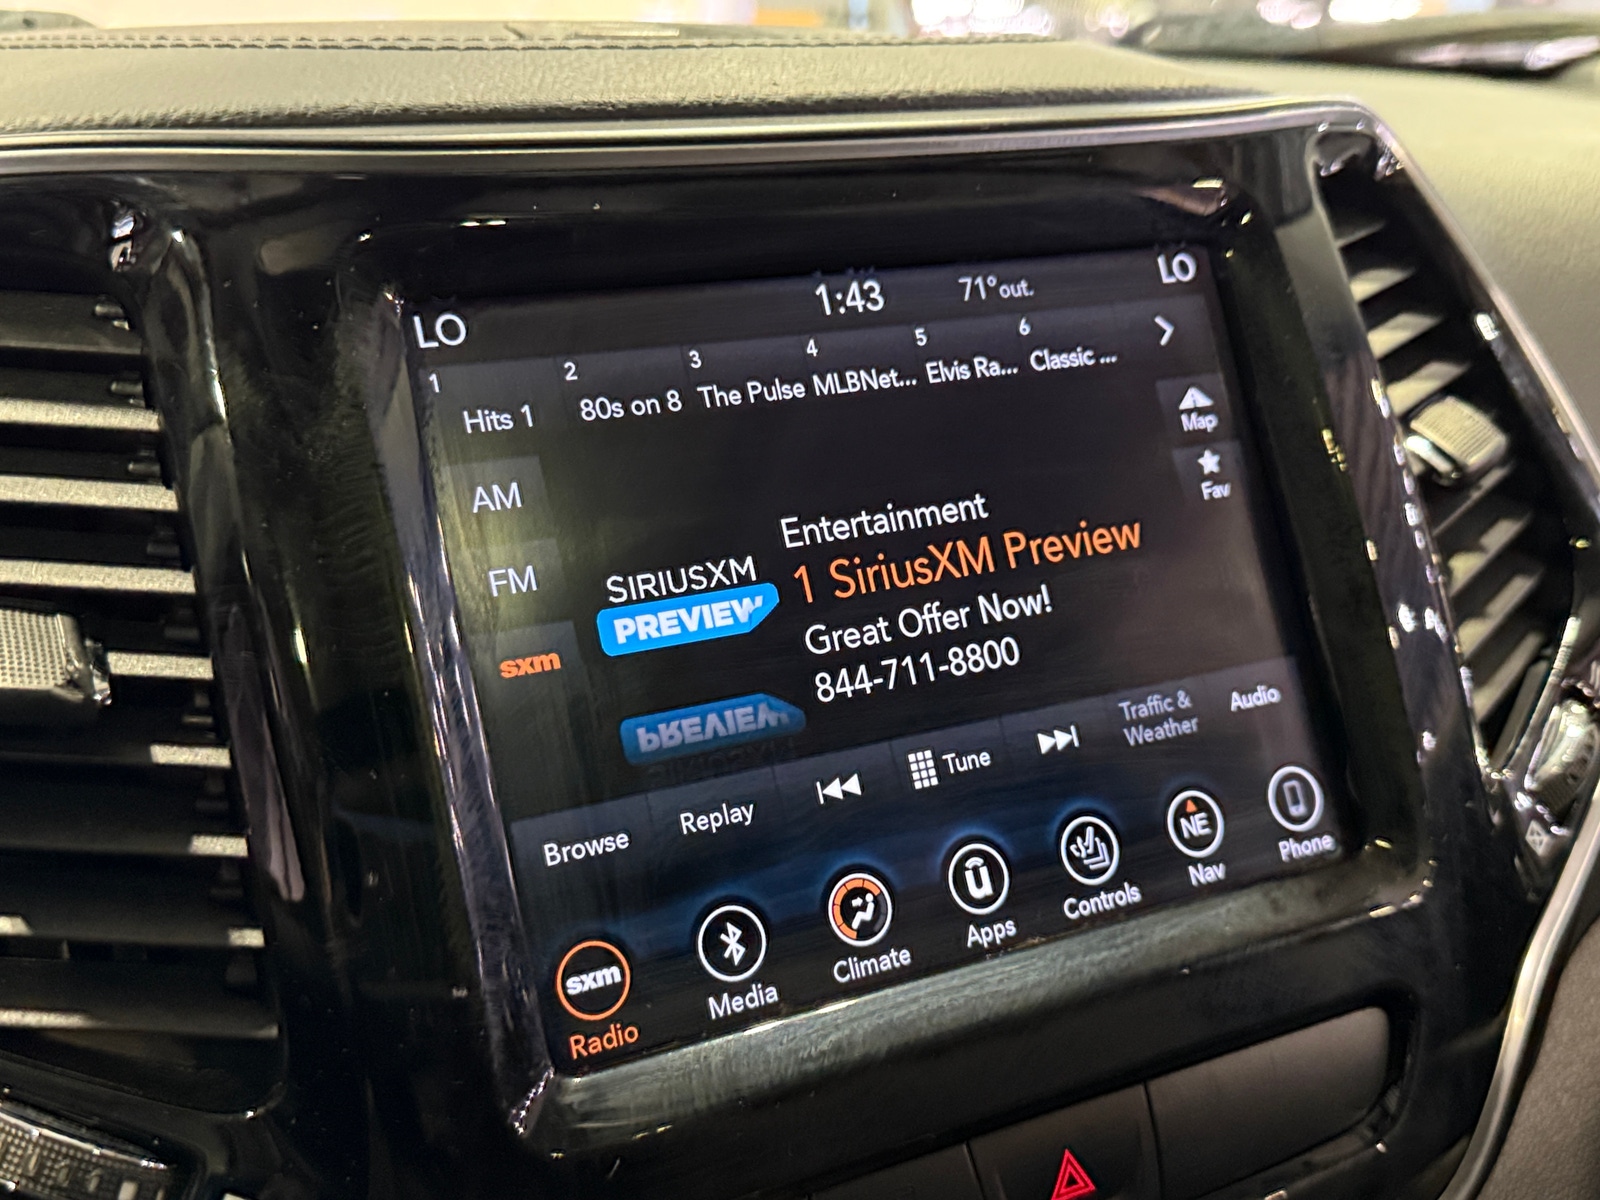 LO
1:43
71° out.
LO
1
Hits 1
2
80s on 8
3
The Pulse
4
MLBNet...
5
Elvis Ra...
6
Classic ...
Map
Fav
AM
FM
sxm
SIRIUSXM
PREVIEW
Entertainment
1 SiriusXM Preview
Great Offer Now!
844-711-8800
PREVIEW
Browse
Replay
Tune
Traffic &
Weather
Audio
sxm
Radio
Media
Climate
u
Apps
Controls
NE
Nav
Phone